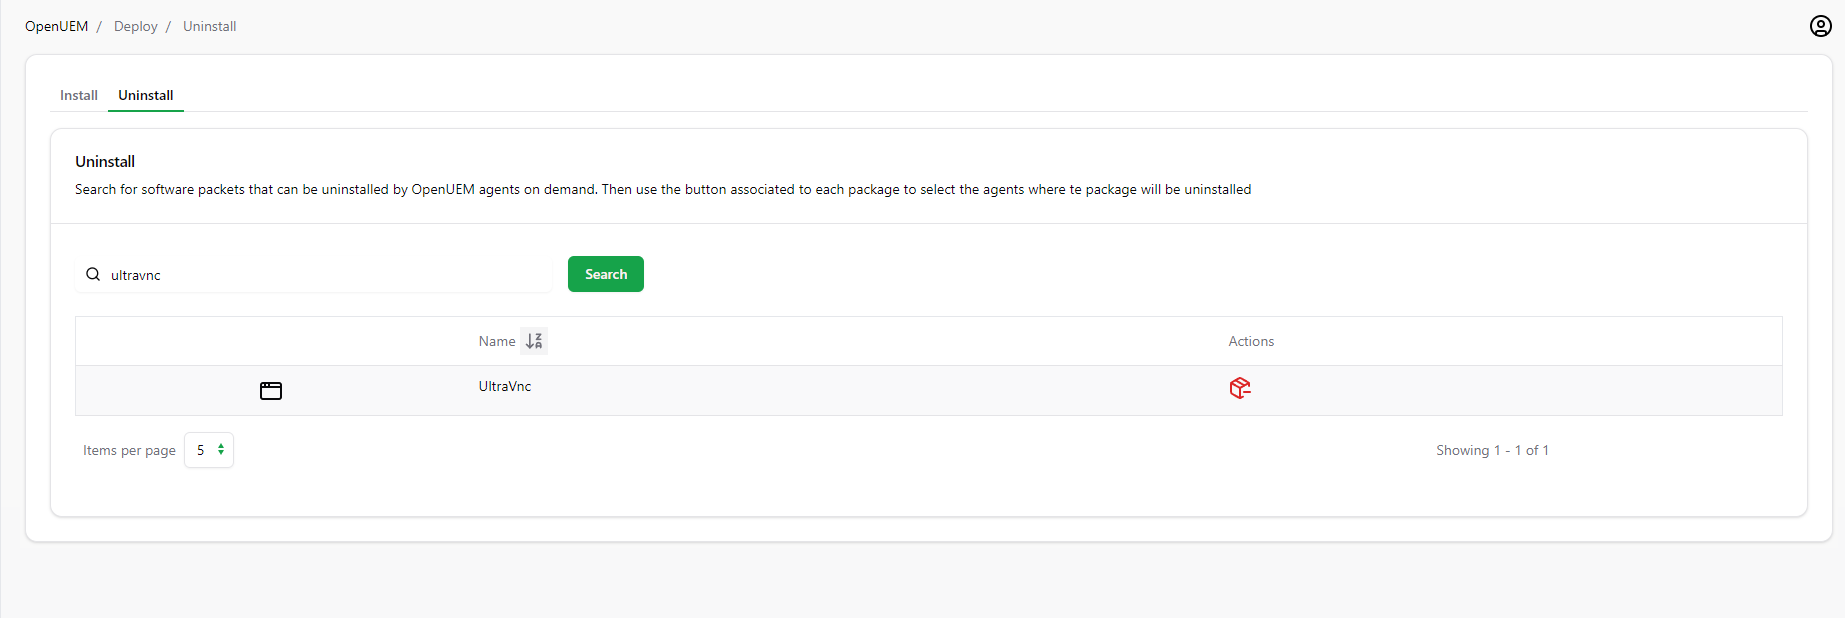 OpenUEM / Deploy / Uninstall
Install Uninstall
Uninstall
Search for software packets that can be uninstalled by OpenUEM agents on demand. Then use the button associated to each package to select the agents where te package will be uninstalled
ultravnc Search
Name Actions
UltraVnc
Items per page 5 Showing 1 - 1 of 1